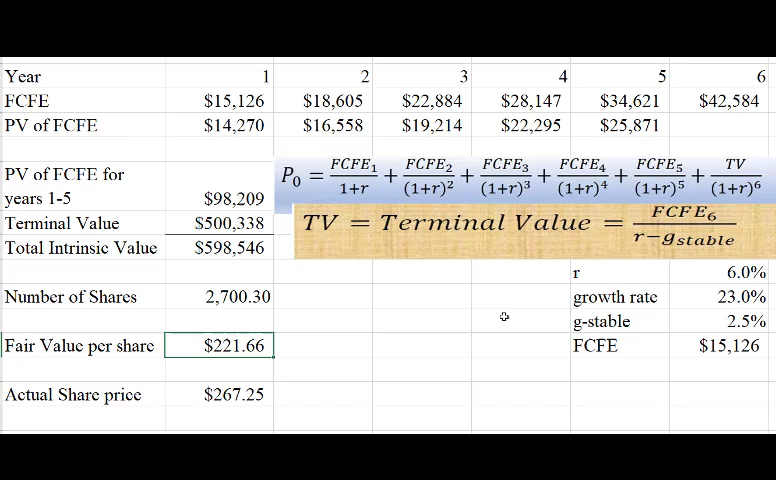 Year 1 2 3 4 5 6
FCFE $15,126 $18,605 $22,884 $28,147 $34,621 $42,584
PV of FCFE $14,270 $16,558 $19,214 $22,295 $25,871
PV of FCFE for
years 1-5 $98,209
P₀ = FCFE₁/1+r + FCFE₂/(1+r)² + FCFE₃/(1+r)³ + FCFE₄/(1+r)⁴ + FCFE₅/(1+r)⁵ + TV/(1+r)⁶
Terminal Value $500,338
TV = Terminal Value = FCFE₆/r−g_stable
Total Intrinsic Value $598,546
r 6.0%
Number of Shares 2,700.30 growth rate 23.0%
g-stable 2.5%
Fair Value per share $221.66 FCFE $15,126
Actual Share price $267.25